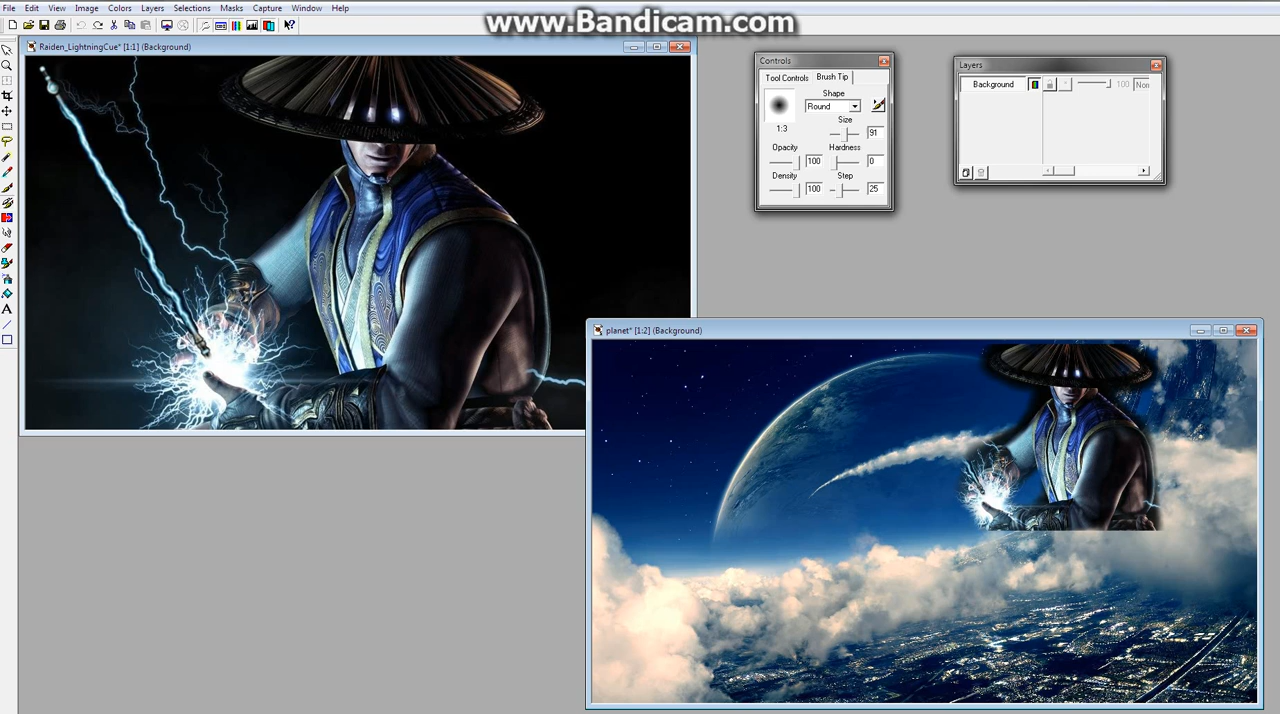 File Edit View Image Colors Layers Selections Masks Capture Window Help
www.Bandicam.com
Raiden_LightningCue* [1:1] (Background)
Controls
Tool Controls Brush Tip
Shape
Round
1:3
Size
91
Opacity Hardness
100 0
Density Step
100 25
Layers
Background 100 Non
planet* [1:2] (Background)